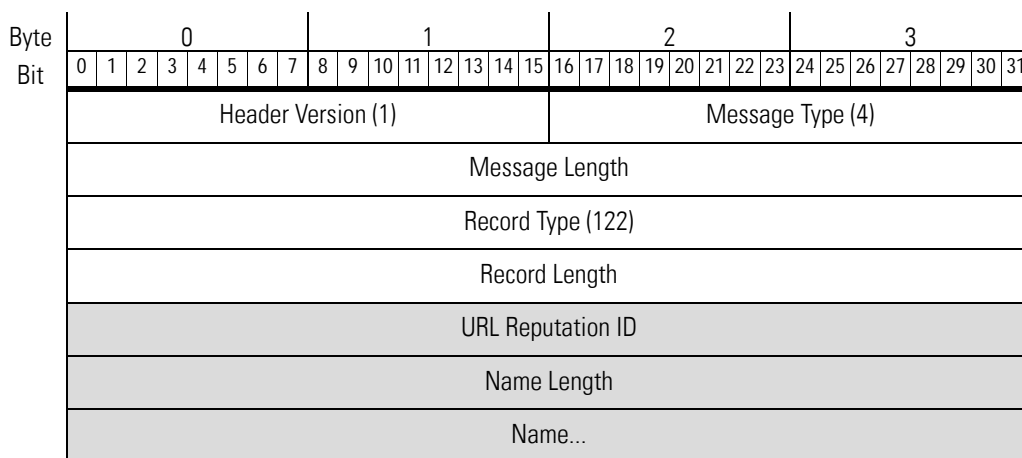 Byte 0 1 2 3
Bit 0 1 2 3 4 5 6 7 8 9 10 11 12 13 14 15 16 17 18 19 20 21 22 23 24 25 26 27 28 29 30 31
Header Version (1) Message Type (4)
Message Length
Record Type (122)
Record Length
URL Reputation ID
Name Length
Name...